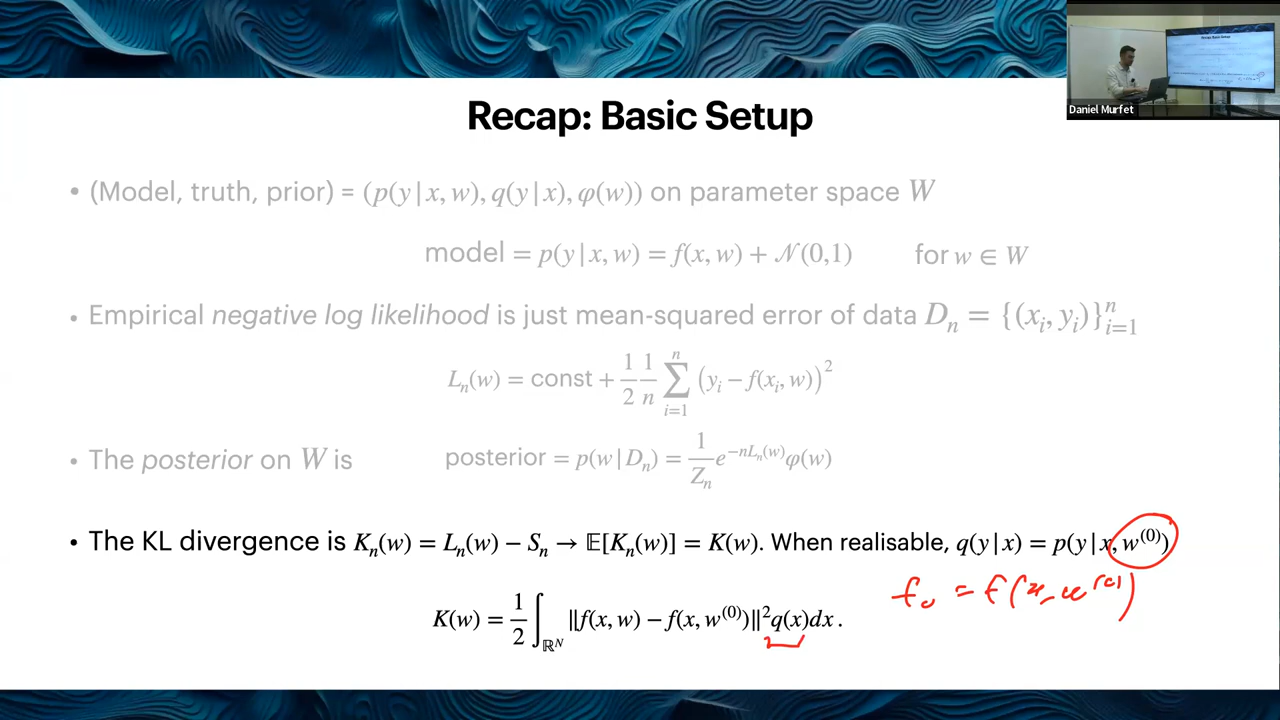 Recap: Basic Setup
Daniel Murfet
• (Model, truth, prior) = (p(y|x, w), q(y|x), φ(w)) on parameter space W
model = p(y|x, w) = f(x, w) + 𝒩(0,1) for w ∈ W
• Empirical negative log likelihood is just mean-squared error of data Dₙ = {(xᵢ, yᵢ)}ⁿᵢ₌₁
Lₙ(w) = const + 1/2 1/n ∑ⁿᵢ₌₁ (yᵢ − f(xᵢ, w))²
• The posterior on W is posterior = p(w|Dₙ) = 1/Zₙ e^{−nLₙ(w)}φ(w)
• The KL divergence is Kₙ(w) = Lₙ(w) − Sₙ → 𝔼[Kₙ(w)] = K(w). When realisable, q(y|x) = p(y|x, w⁽⁰⁾)
f₀ = f(x, w⁽⁰⁾)
K(w) = 1/2 ∫_{ℝᴺ} ‖f(x, w) − f(x, w⁽⁰⁾)‖²q(x)dx.